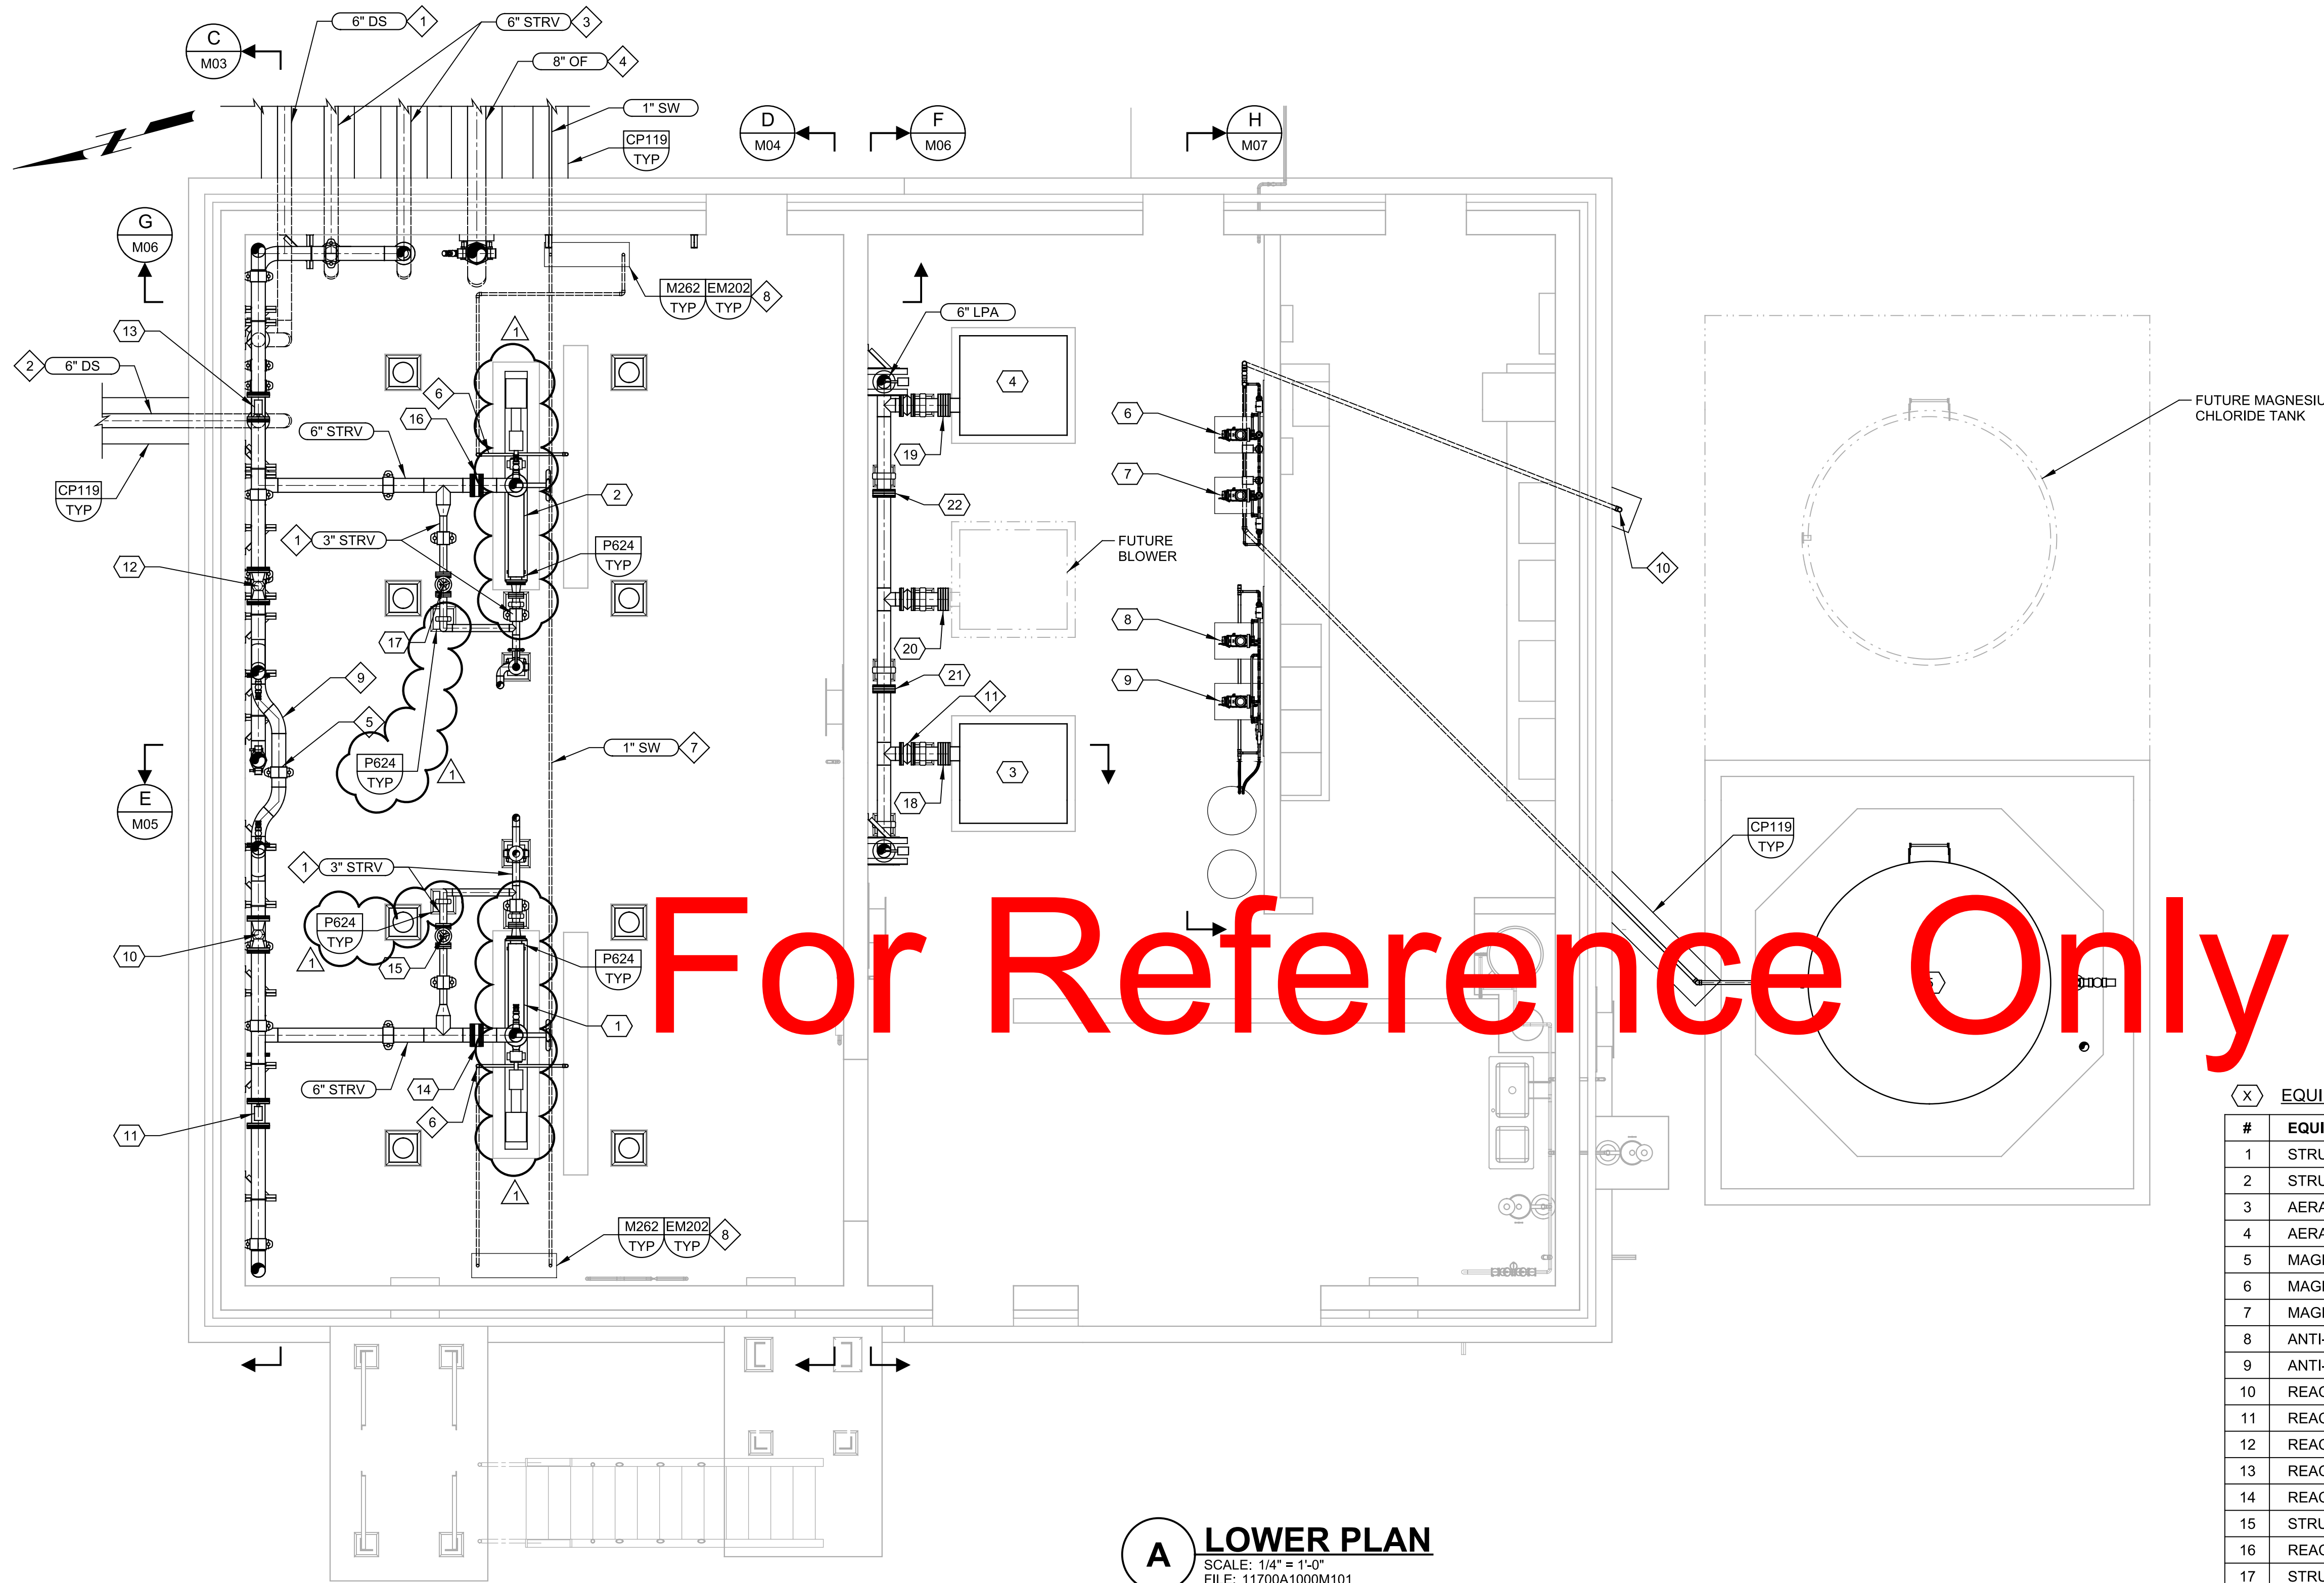 6" DS
1
6" STRV
3
8" OF
4
1" SW
CP119
TYP
C
M03
D
M04
F
M06
H
M07
G
M06
M262
TYP
EM202
TYP
8
1
13
2
6" DS
CP119
TYP
6
16
6" STRV
2
1
3" STRV
P624
TYP
12
17
9
5
P624
TYP
1
1" SW
7
E
M05
6" LPA
4
19
22
FUTURE
BLOWER
20
21
11
18
3
6
7
8
9
10
FUTURE MAGNESIU
CHLORIDE TANK
CP119
TYP
1
3" STRV
P624
TYP
1
15
P624
TYP
10
1
6" STRV
14
6
11
1
M262
TYP
EM202
TYP
8
For Reference Only
X
EQUI
# EQUI
1 STRU
2 STRU
3 AERA
4 AERA
5 MAGI
6 MAGI
7 MAGI
8 ANTI-
9 ANTI-
10 REAC
11 REAC
12 REAC
13 REAC
14 REAC
15 STRU
16 REAC
17 STRU
A
LOWER PLAN
SCALE: 1/4" = 1'-0"
FILE: 11700A1000M101